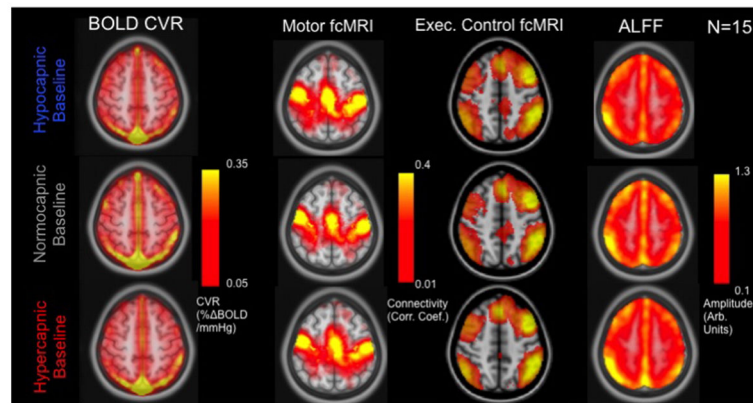 BOLD CVR
Motor fcMRI
Exec. Control fcMRI
ALFF
N=15
Hypocapnic
Baseline
Normocapnic
Baseline
Hypercapnic
Baseline
0.35
0.05
CVR
(%ΔBOLD
/mmHg)
0.4
0.01
Connectivity
(Corr. Coef.)
1.3
0.1
Amplitude
(Arb.
Units)